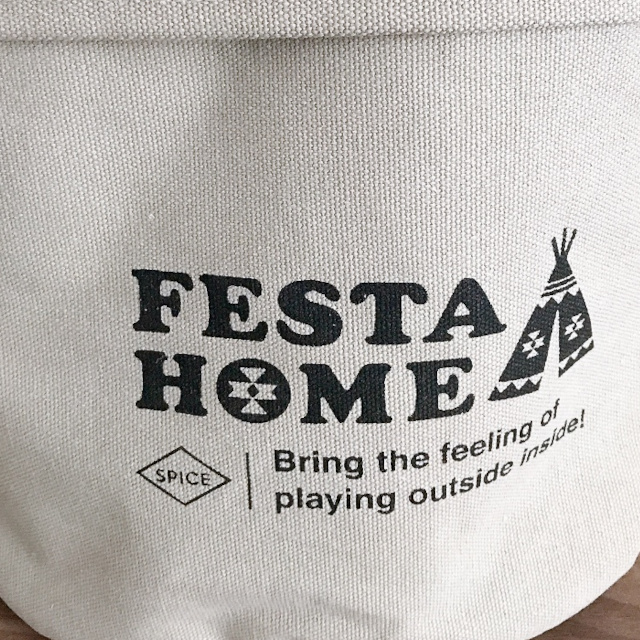 FESTA
HOME
SPICE
Bring the feeling of
playing outside inside!